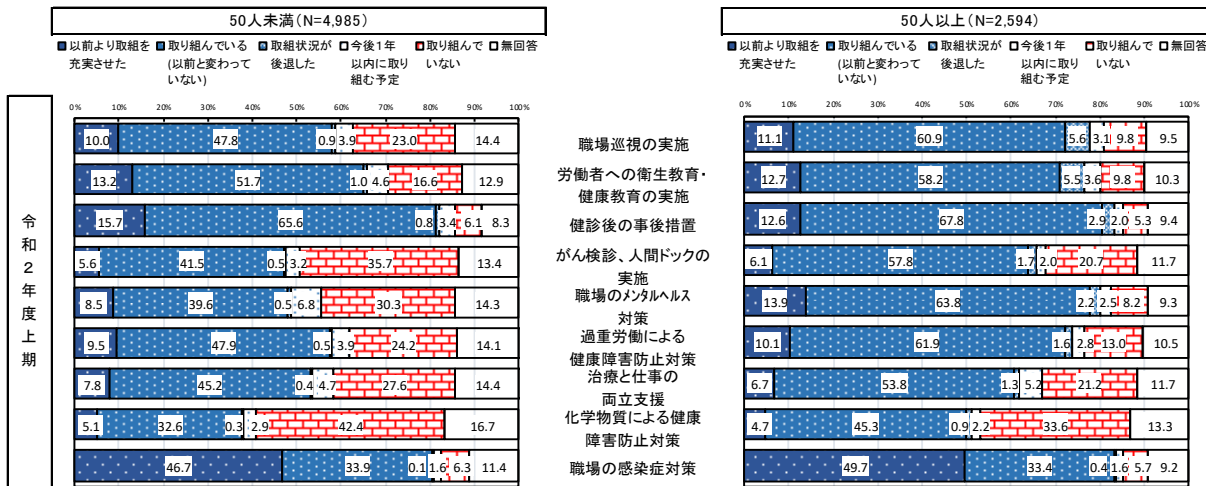 50人未満(N=4,985)
以前より取組を充実させた
取り組んでいる(以前と変わっていない)
取組状況が後退した
今後1年以内に取り組む予定
取り組んでいない
無回答
50人以上(N=2,594)
以前より取組を充実させた
取り組んでいる(以前と変わっていない)
取組状況が後退した
今後1年以内に取り組む予定
取り組んでいない
無回答
令和2年度上期
0% 10% 20% 30% 40% 50% 60% 70% 80% 90% 100%
0% 10% 20% 30% 40% 50% 60% 70% 80% 90% 100%
10.0 47.8 0.9 3.9 23.0 14.4
職場巡視の実施
11.1 60.9 5.6 3.1 9.8 9.5
13.2 51.7 1.0 4.6 16.6 12.9
労働者への衛生教育・
健康教育の実施
12.7 58.2 5.5 3.6 9.8 10.3
15.7 65.6 0.8 3.4 6.1 8.3
健診後の事後措置
12.6 67.8 2.9 2.0 5.3 9.4
5.6 41.5 0.5 3.2 35.7 13.4
がん検診、人間ドックの
実施
6.1 57.8 1.7 2.0 20.7 11.7
8.5 39.6 0.5 6.8 30.3 14.3
職場のメンタルヘルス
対策
13.9 63.8 2.2 2.5 8.2 9.3
9.5 47.9 0.5 3.9 24.2 14.1
過重労働による
健康障害防止対策
10.1 61.9 1.6 2.8 13.0 10.5
7.8 45.2 0.4 4.7 27.6 14.4
治療と仕事の
両立支援
6.7 53.8 1.3 5.2 21.2 11.7
5.1 32.6 0.3 2.9 42.4 16.7
化学物質による健康
障害防止対策
4.7 45.3 0.9 2.2 33.6 13.3
46.7 33.9 0.1 1.6 6.3 11.4
職場の感染症対策
49.7 33.4 0.4 1.6 5.7 9.2